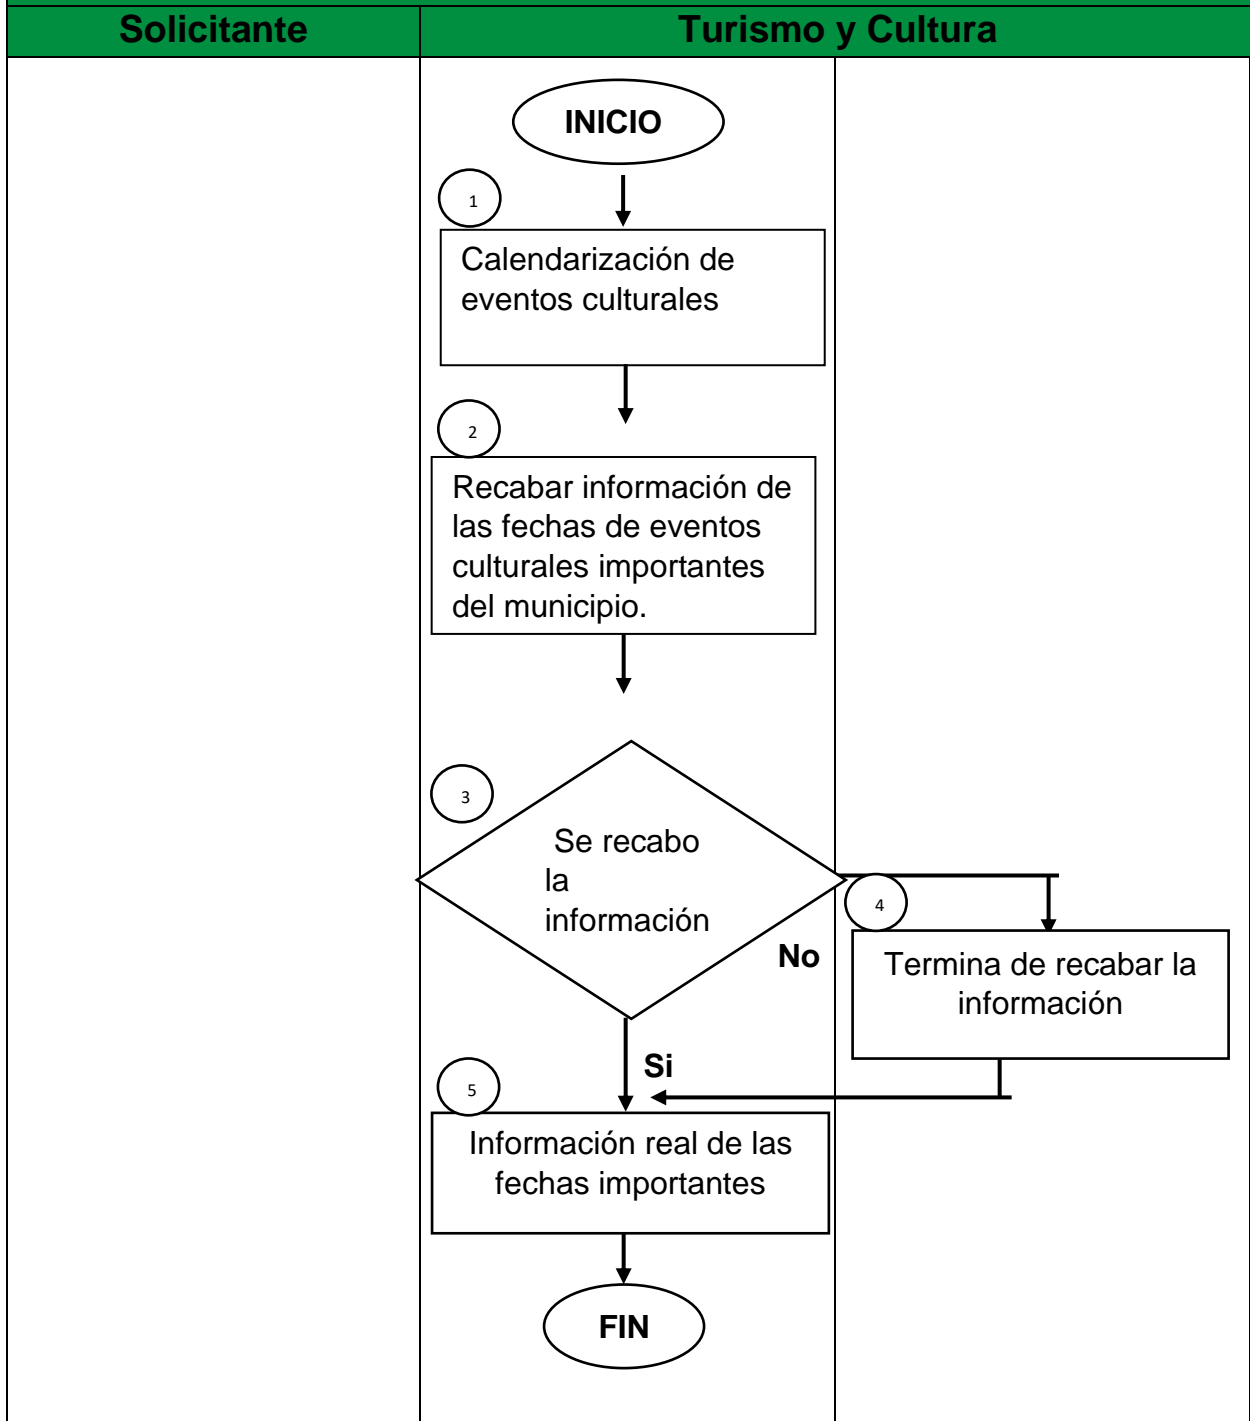 Solicitante
Turismo y Cultura
INICIO
1
Calendarización de
eventos culturales
2
Recabar información de
las fechas de eventos
culturales importantes
del municipio.
3
Se recabo
la
información
No
4
Termina de recabar la
información
Si
5
Información real de las
fechas importantes
FIN